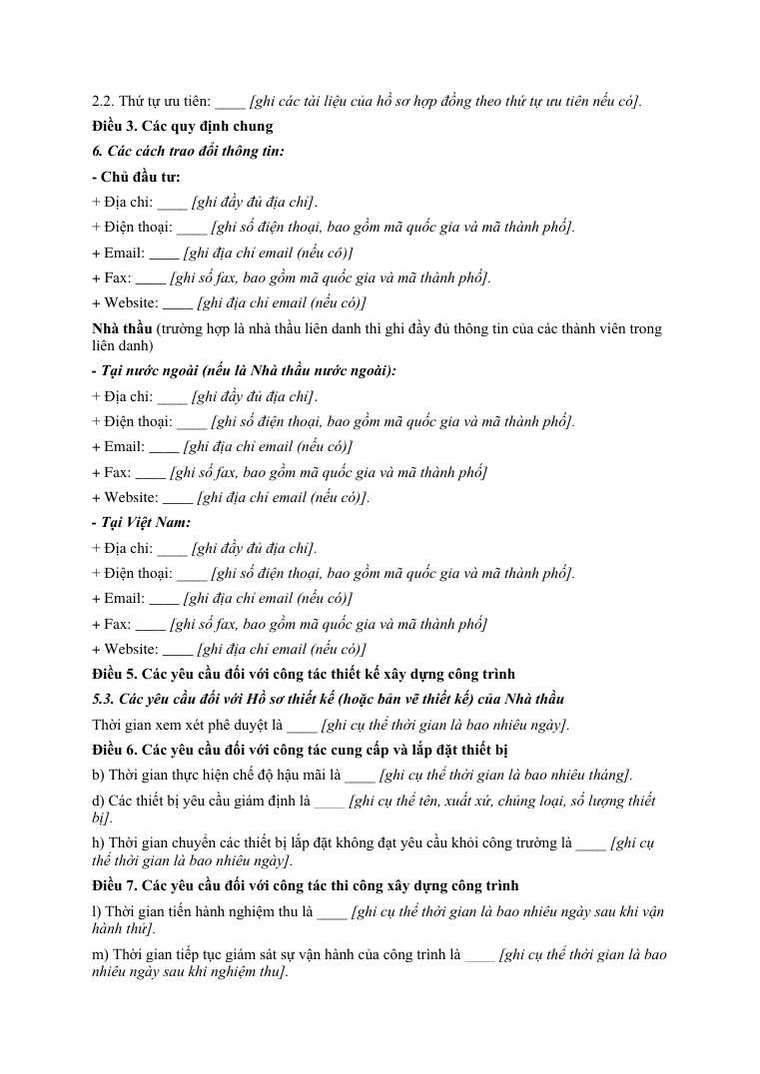 2.2. Thứ tự ưu tiên: ____ [ghi các tài liệu của hồ sơ hợp đồng theo thứ tự ưu tiên nếu có].
Điều 3. Các quy định chung
6. Các cách trao đổi thông tin:
- Chủ đầu tư:
+ Địa chỉ: ____ [ghi đầy đủ địa chỉ].
+ Điện thoại: ____ [ghi số điện thoại, bao gồm mã quốc gia và mã thành phố].
+ Email: ____ [ghi địa chỉ email (nếu có)]
+ Fax: ____ [ghi số fax, bao gồm mã quốc gia và mã thành phố].
+ Website: ____ [ghi địa chỉ email (nếu có)]
Nhà thầu (trường hợp là nhà thầu liên danh thì ghi đầy đủ thông tin của các thành viên trong
liên danh)
- Tại nước ngoài (nếu là Nhà thầu nước ngoài):
+ Địa chỉ: ____ [ghi đầy đủ địa chỉ].
+ Điện thoại: ____ [ghi số điện thoại, bao gồm mã quốc gia và mã thành phố].
+ Email: ____ [ghi địa chỉ email (nếu có)]
+ Fax: ____ [ghi số fax, bao gồm mã quốc gia và mã thành phố]
+ Website: ____ [ghi địa chỉ email (nếu có)].
- Tại Việt Nam:
+ Địa chỉ: ____ [ghi đầy đủ địa chỉ].
+ Điện thoại: ____ [ghi số điện thoại, bao gồm mã quốc gia và mã thành phố].
+ Email: ____ [ghi địa chỉ email (nếu có)]
+ Fax: ____ [ghi số fax, bao gồm mã quốc gia và mã thành phố]
+ Website: ____ [ghi địa chỉ email (nếu có)]
Điều 5. Các yêu cầu đối với công tác thiết kế xây dựng công trình
5.3. Các yêu cầu đối với Hồ sơ thiết kế (hoặc bản vẽ thiết kế) của Nhà thầu
Thời gian xem xét phê duyệt là ____ [ghi cụ thể thời gian là bao nhiêu ngày].
Điều 6. Các yêu cầu đối với công tác cung cấp và lắp đặt thiết bị
b) Thời gian thực hiện chế độ hậu mãi là ____ [ghi cụ thể thời gian là bao nhiêu tháng].
d) Các thiết bị yêu cầu giám định là ____ [ghi cụ thể tên, xuất xứ, chủng loại, số lượng thiết
bị].
h) Thời gian chuyển các thiết bị lắp đặt không đạt yêu cầu khỏi công trường là ____ [ghi cụ
thể thời gian là bao nhiêu ngày].
Điều 7. Các yêu cầu đối với công tác thi công xây dựng công trình
l) Thời gian tiến hành nghiệm thu là ____ [ghi cụ thể thời gian là bao nhiêu ngày sau khi vận
hành thử].
m) Thời gian tiếp tục giám sát sự vận hành của công trình là ____ [ghi cụ thể thời gian là bao
nhiêu ngày sau khi nghiệm thu].